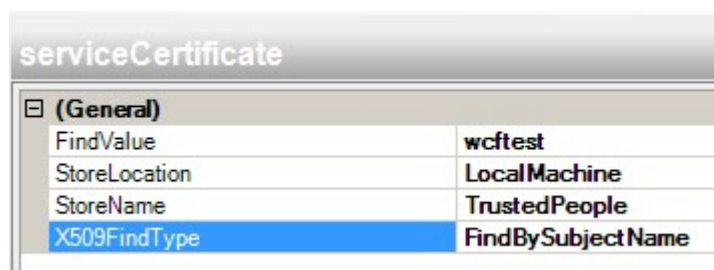 serviceCertificate
(General)
FindValue wcftest
StoreLocation LocalMachine
StoreName TrustedPeople
X509FindType FindBySubjectName